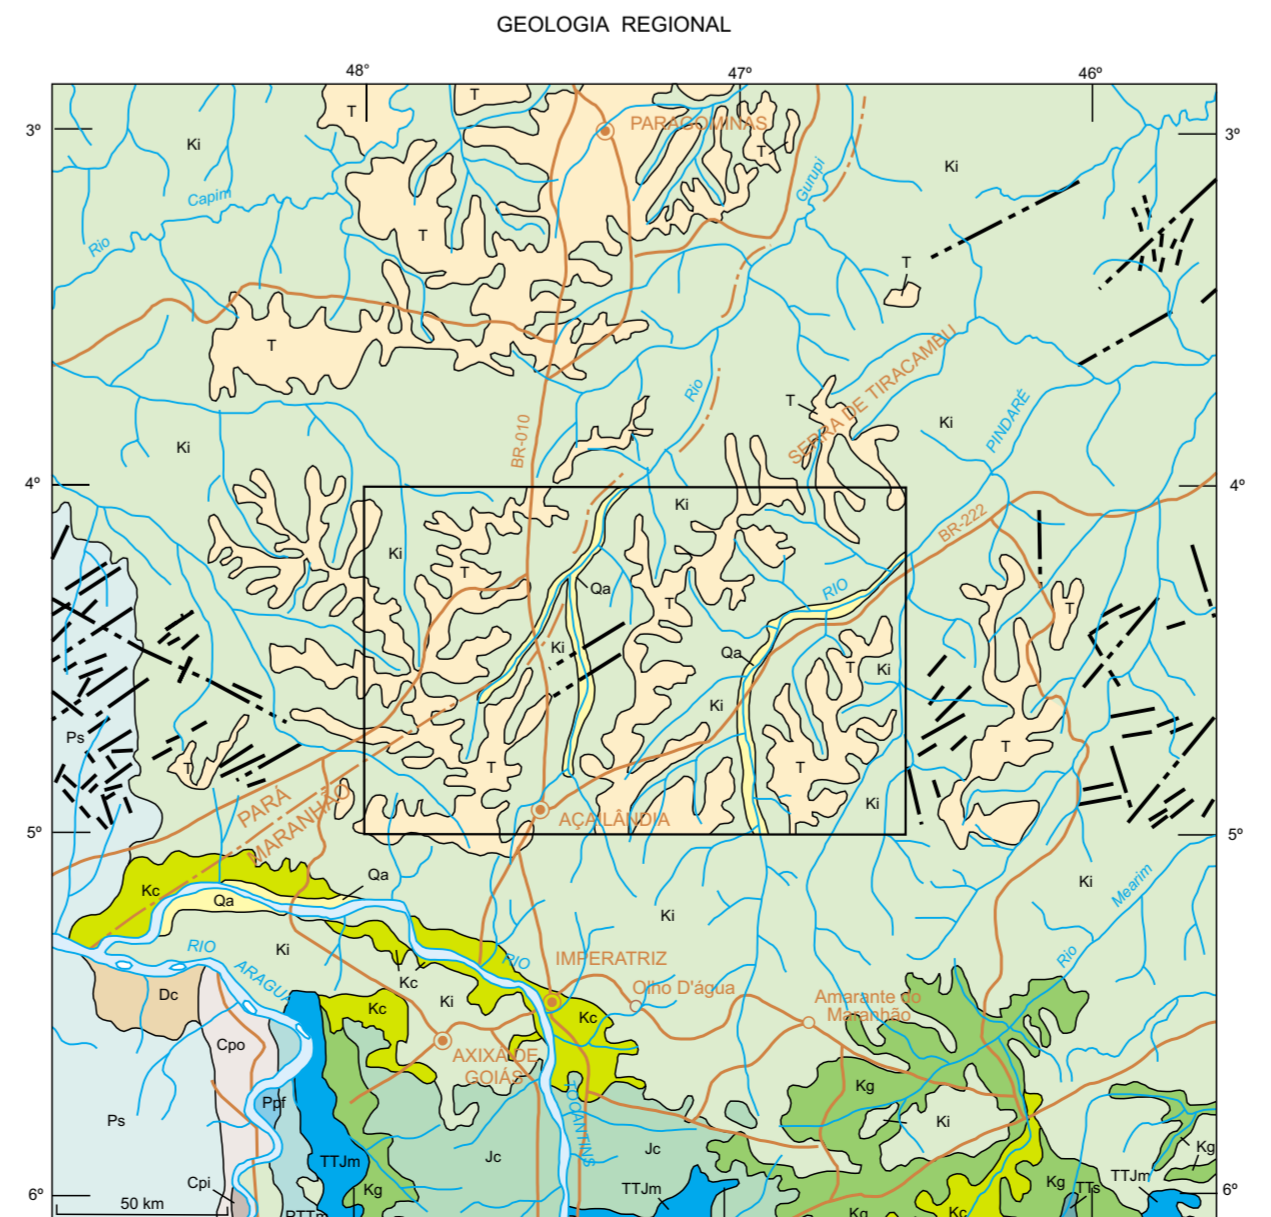 GEOLOGIA REGIONAL
48°
47°
46°
T
T
3°
PARAGOMINAS
3°
Ki
T
Ki
Capim
Gurupi
Rio
T
T
T
SERRA DE TIRACAMBU
Rio
T
PINDARÉ
Ki
BR-010
T
Ki
4°
4°
Ki
BR-222
Ki
T
Qa
RIO
T
T
Ki
Qa
T
Ki
Ki
Ps
T
T
T
T
PARÁ
Ki
MARANHÃO
AÇAILÂNDIA
5°
5°
Qa
Ki
Kc
Mearim
Qa
Ki
RIO
Ki
RIO
IMPERATRIZ
Rio
ARAGUAIA
Kc
Olho D'água
Dc
Ki
Amarante do
Maranhão
Kc
Kc
Cpo
AXIXÁ DE
GOIÁS
Kg
Ppf
TOCANTINS
Ps
Ki
Jc
Jc
Kg
TTJm
Cpi
Kg
TTJm
Kg
TTs
TTJm
6°
6°
50 km
Kg
Kc